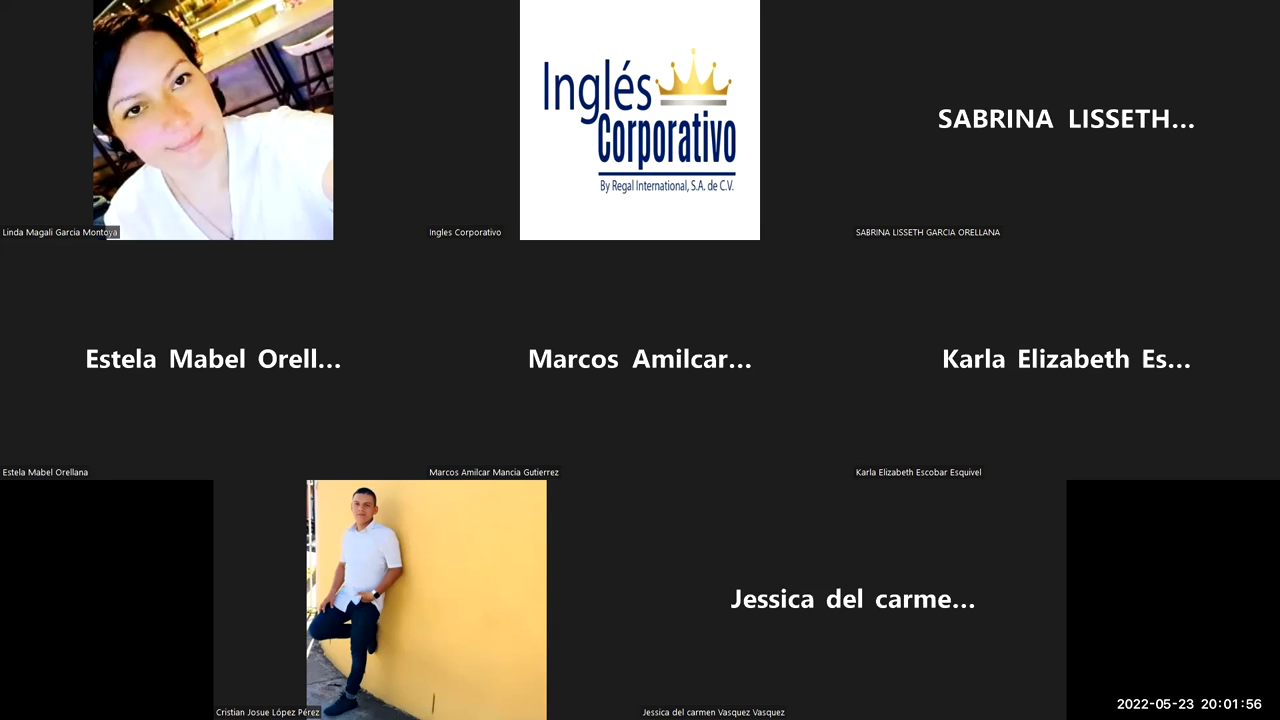 Linda Magali Garcia Montoya
Inglés
Corporativo
By Regal International, S.A. de C.V.
Ingles Corporativo
SABRINA LISSETH...
SABRINA LISSETH GARCIA ORELLANA
Estela Mabel Orell...
Estela Mabel Orellana
Marcos Amilcar...
Marcos Amilcar Mancia Gutierrez
Karla Elizabeth Es...
Karla Elizabeth Escobar Esquivel
Cristian Josue López Pérez
Jessica del carme...
Jessica del carmen Vasquez Vasquez
2022-05-23 20:01:56